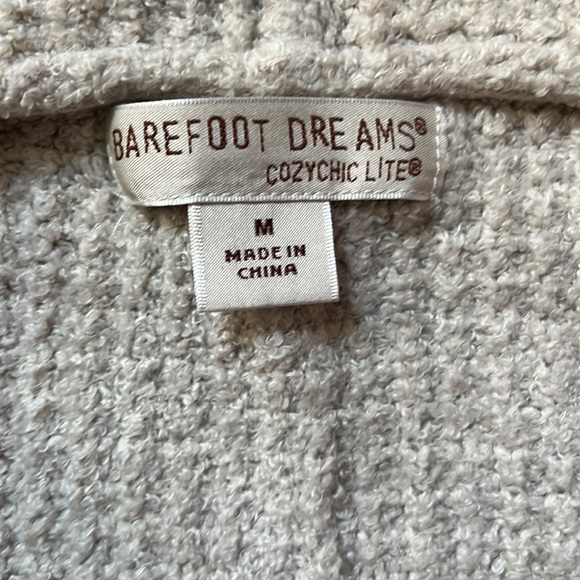 BAREFOOT DREAMS®
COZYCHIC LITE®
M
MADE IN
CHINA